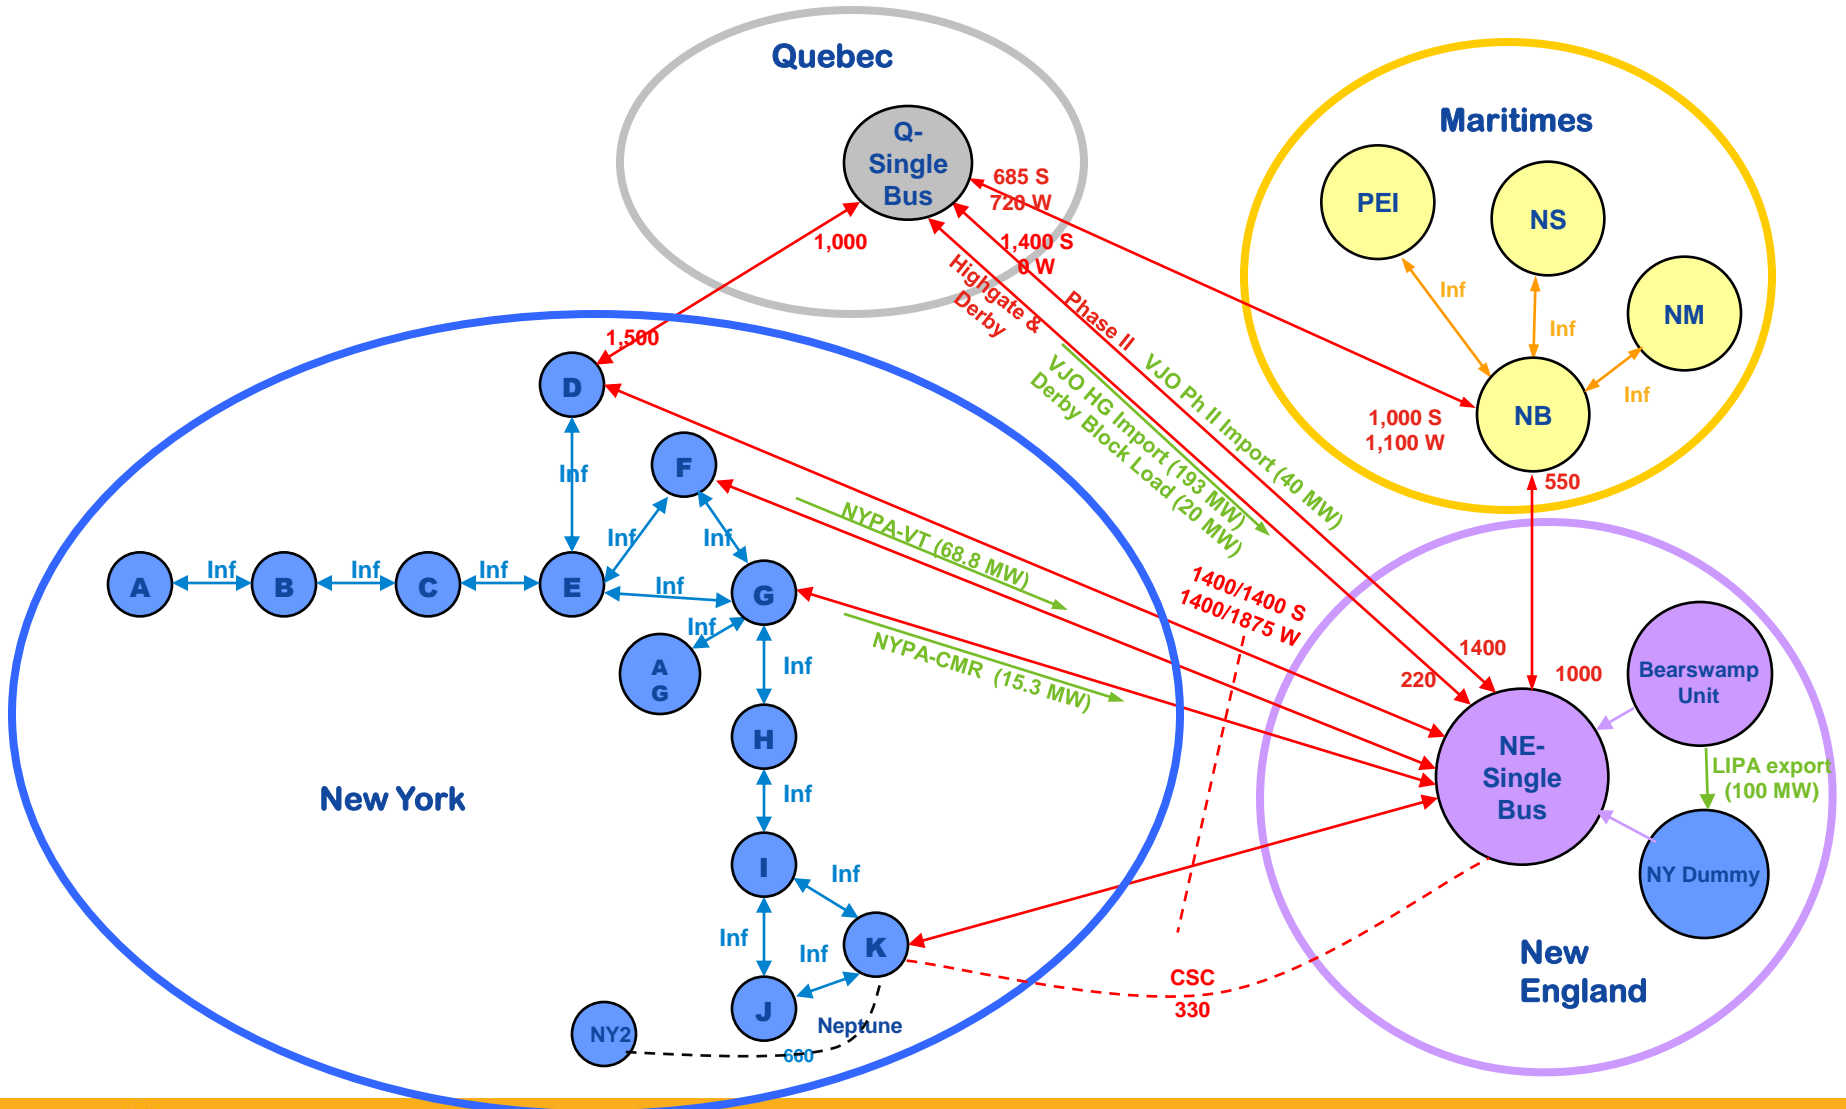 Quebec
Q-
Single
Bus
685 S
720 W
1,000
1,400 S
0 W
1,500
Highgate &
Derby
Phase II
VJO Ph II Import (40 MW)
VJO HG Import (193 MW)
Derby Block Load (20 MW)
Maritimes
PEI
NS
NM
NB
Inf
Inf
Inf
1,000 S
1,100 W
550
New York
D
F
Inf
Inf
Inf
A
Inf
B
Inf
C
Inf
E
Inf
G
Inf
A
G
Inf
H
Inf
I
Inf
Inf
Inf
K
J
NY2
Neptune
660
NYPA-VT (68.8 MW)
NYPA-CMR (15.3 MW)
1400/1400 S
1400/1875 W
CSC
330
1400
220
1000
NE-
Single
Bus
Bearswamp
Unit
LIPA export
(100 MW)
NY Dummy
New
England